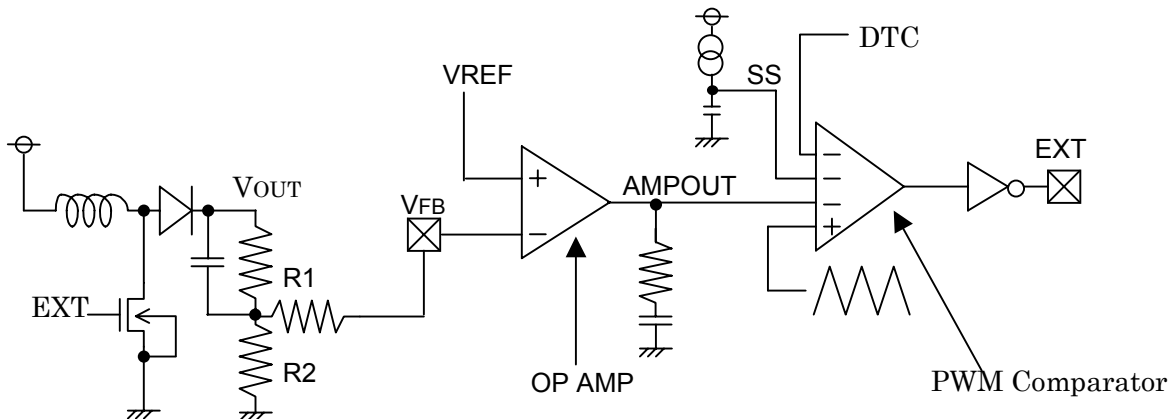 DTC
VREF
SS
EXT
VOUT
VFB
AMPOUT
+
−
−
−
−
+
EXT
R1
R2
OP AMP
PWM Comparator